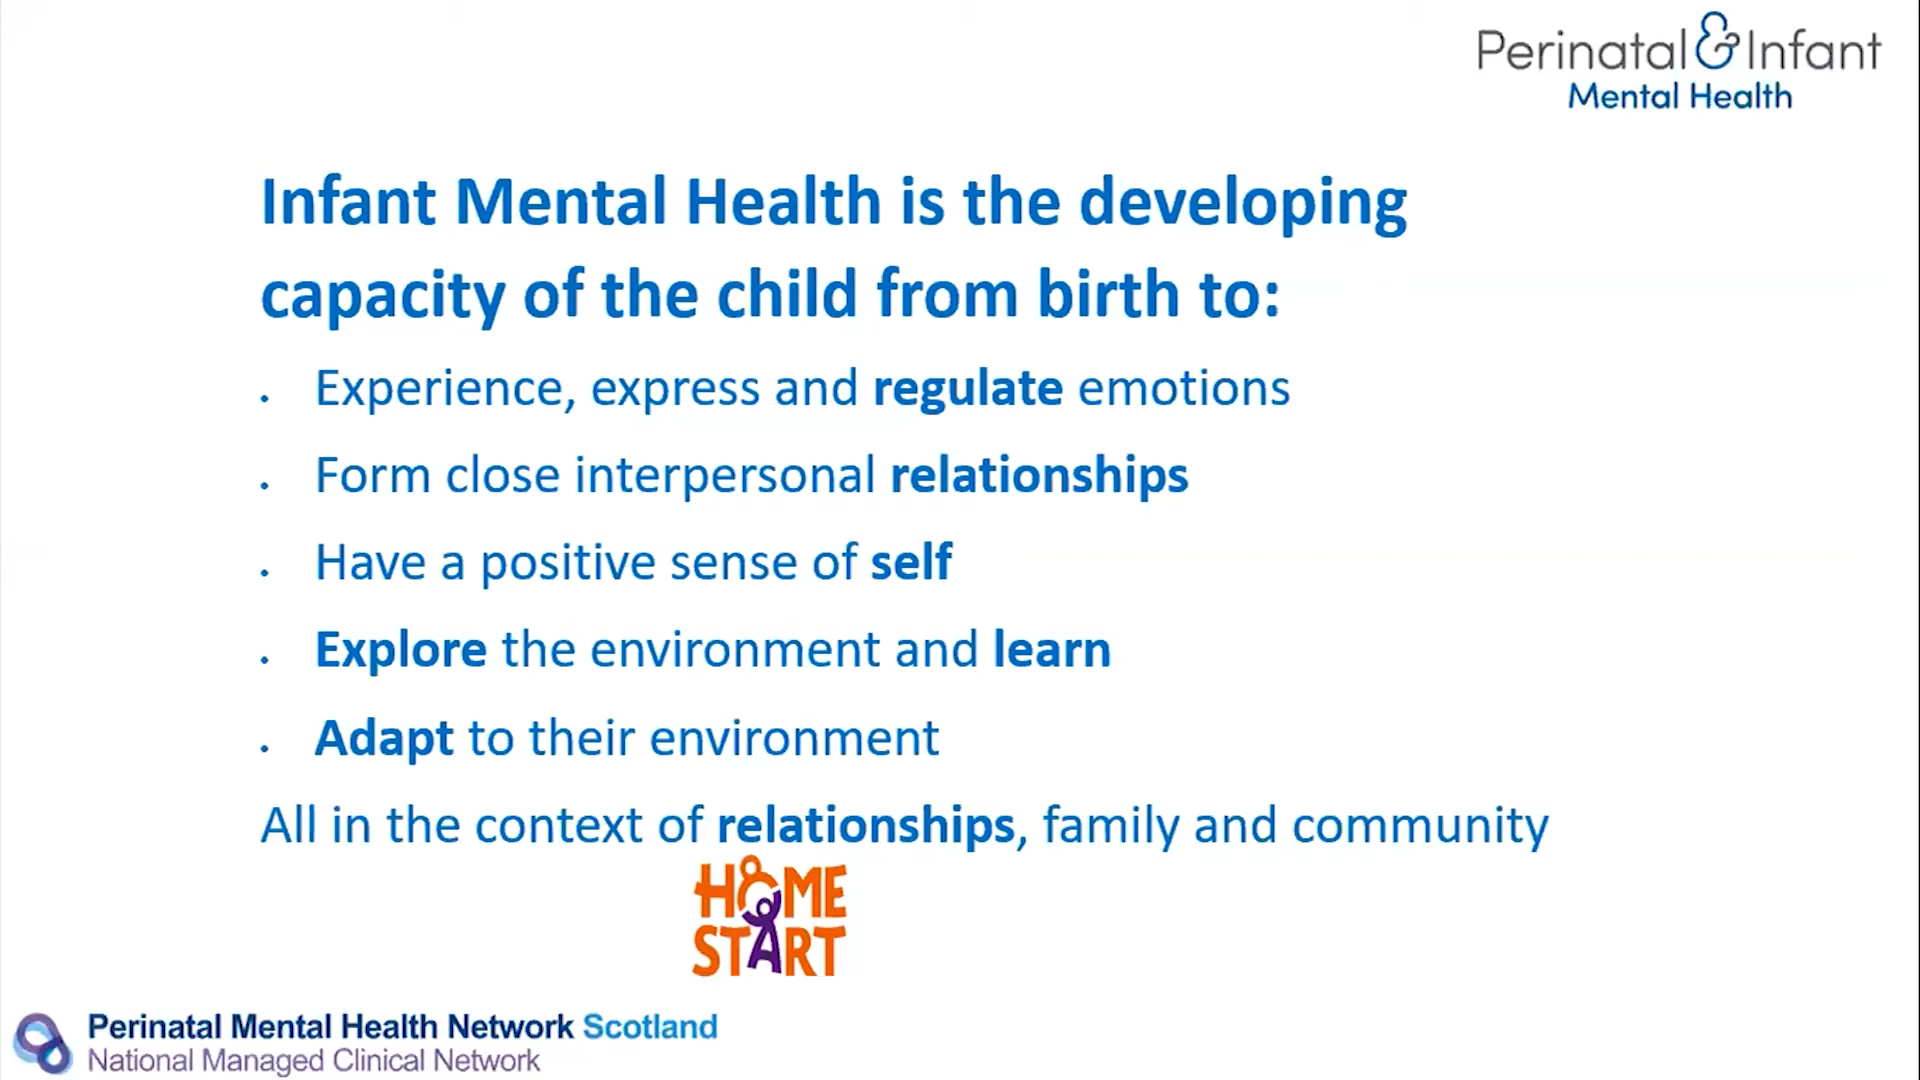 Perinatal & Infant
Mental Health
Infant Mental Health is the developing
capacity of the child from birth to:
• Experience, express and regulate emotions
• Form close interpersonal relationships
• Have a positive sense of self
• Explore the environment and learn
• Adapt to their environment
All in the context of relationships, family and community
HOME
START
Perinatal Mental Health Network Scotland
National Managed Clinical Network